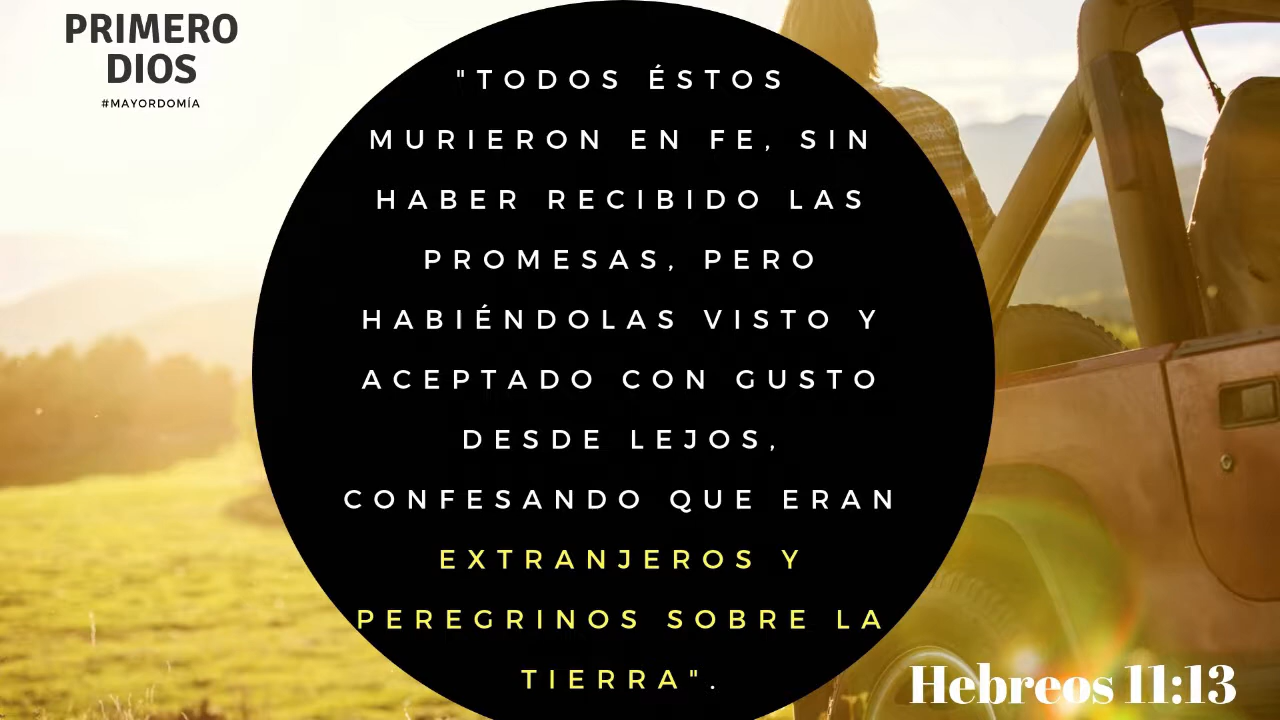 PRIMERO
DIOS
#MAYORDOMÍA
"TODOS ÉSTOS
MURIERON EN FE, SIN
HABER RECIBIDO LAS
PROMESAS, PERO
HABIÉNDOLAS VISTO Y
ACEPTADO CON GUSTO
DESDE LEJOS,
CONFESANDO QUE ERAN
EXTRANJEROS Y
PEREGRINOS SOBRE LA
TIERRA".
Hebreos 11:13